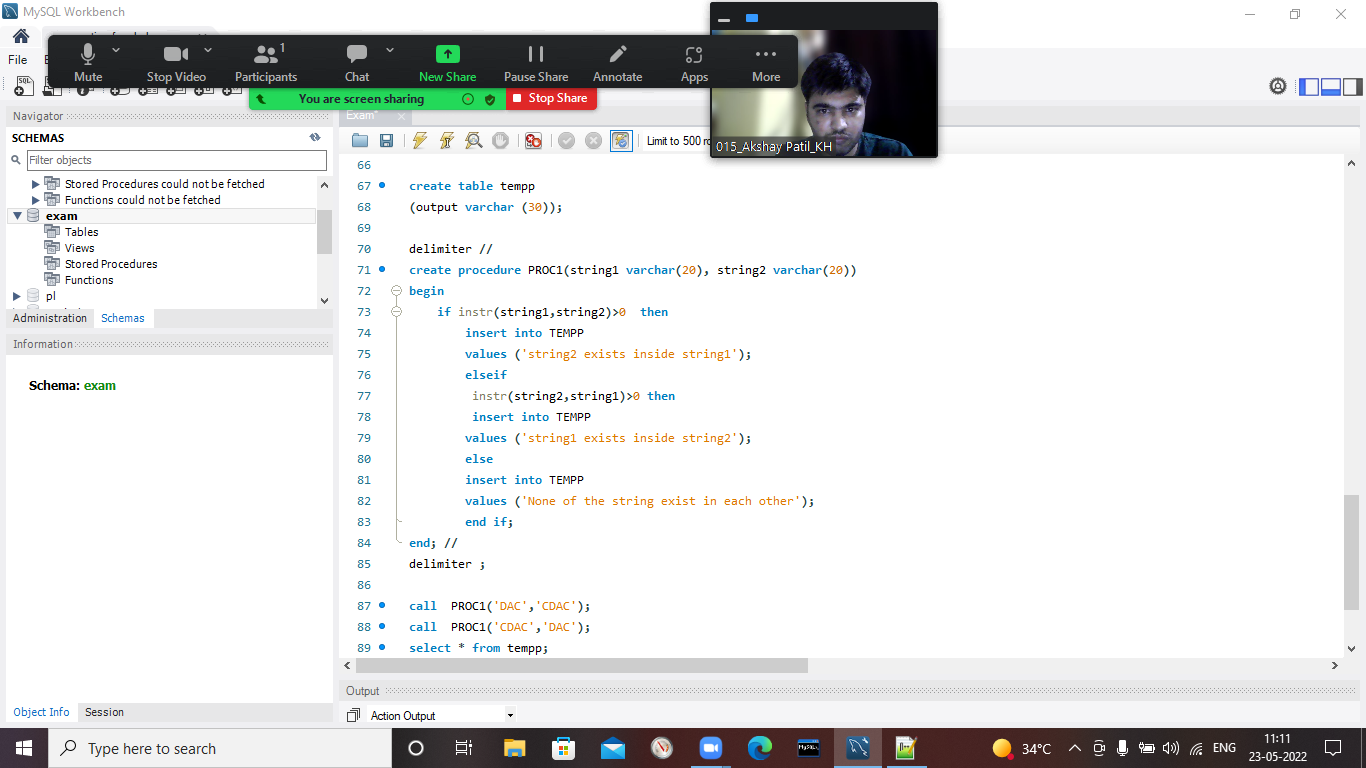 MySQL Workbench
File
Mute
Stop Video
Participants
1
Chat
New Share
Pause Share
Annotate
Apps
More
You are screen sharing
Stop Share
015_Akshay Patil_KH
Navigator
SCHEMAS
Filter objects
Stored Procedures could not be fetched
Functions could not be fetched
exam
Tables
Views
Stored Procedures
Functions
pl
Administration
Schemas
Information
Schema: exam
Object Info
Session
Exam*
Limit to 500
66
67 create table tempp
68 (output varchar (30));
69
70 delimiter //
71 create procedure PROC1(string1 varchar(20), string2 varchar(20))
72 begin
73 if instr(string1,string2)>0  then
74 insert into TEMPP
75 values ('string2 exists inside string1');
76 elseif
77 instr(string2,string1)>0 then
78 insert into TEMPP
79 values ('string1 exists inside string2');
80 else
81 insert into TEMPP
82 values ('None of the string exist in each other');
83 end if;
84 end; //
85 delimiter ;
86
87 call  PROC1('DAC','CDAC');
88 call  PROC1('CDAC','DAC');
89 select * from tempp;
Output
Action Output
Type here to search
34°C
ENG
11:11
23-05-2022